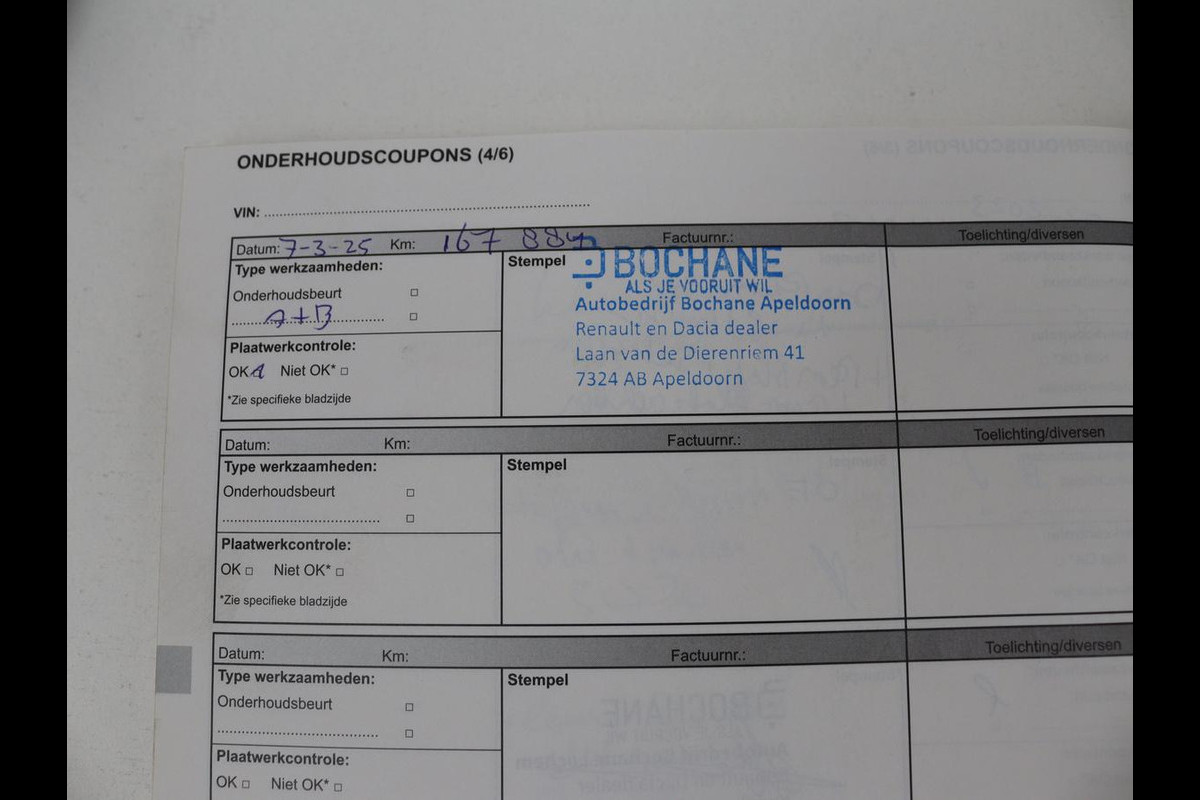 ONDERHOUDSCOUPONS (4/6)
VIN: ........................................................
Datum: 7-3-25 Km: 167 884 Factuurnr.: Toelichting/diversen
Type werkzaamheden:
Onderhoudsbeurt □
A+B □
Plaatwerkcontrole:
OK Niet OK* □
*Zie specifieke bladzijde
Stempel
BOCHANE
ALS JE VOORUIT WIL
Autobedrijf Bochane Apeldoorn
Renault en Dacia dealer
Laan van de Dierenriem 41
7324 AB Apeldoorn
Datum: Km: Factuurnr.: Toelichting/diversen
Type werkzaamheden:
Onderhoudsbeurt □
........................................ □
Plaatwerkcontrole:
OK □ Niet OK* □
*Zie specifieke bladzijde
Stempel
Datum: Km: Factuurnr.: Toelichting/diversen
Type werkzaamheden:
Onderhoudsbeurt □
........................................ □
Plaatwerkcontrole:
OK □ Niet OK* □
Stempel